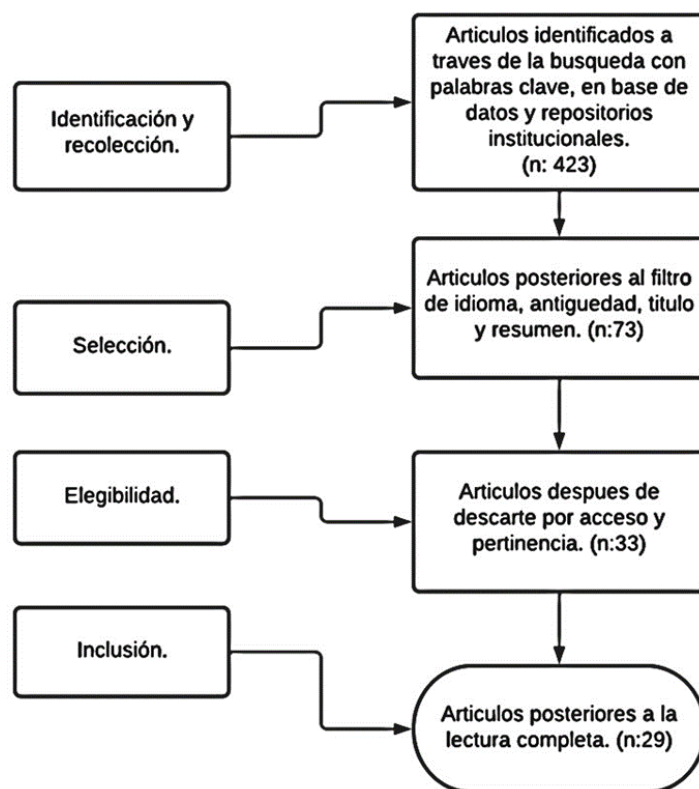 Identificación y
recolección.
Articulos identificados a
traves de la busqueda con
palabras clave, en base de
datos y repositorios
institucionales.
(n: 423)
Selección.
Articulos posteriores al filtro
de idioma, antiguedad, titulo
y resumen. (n:73)
Elegibilidad.
Articulos despues de
descarte por acceso y
pertinencia. (n:33)
Inclusión.
Articulos posteriores a la
lectura completa. (n:29)